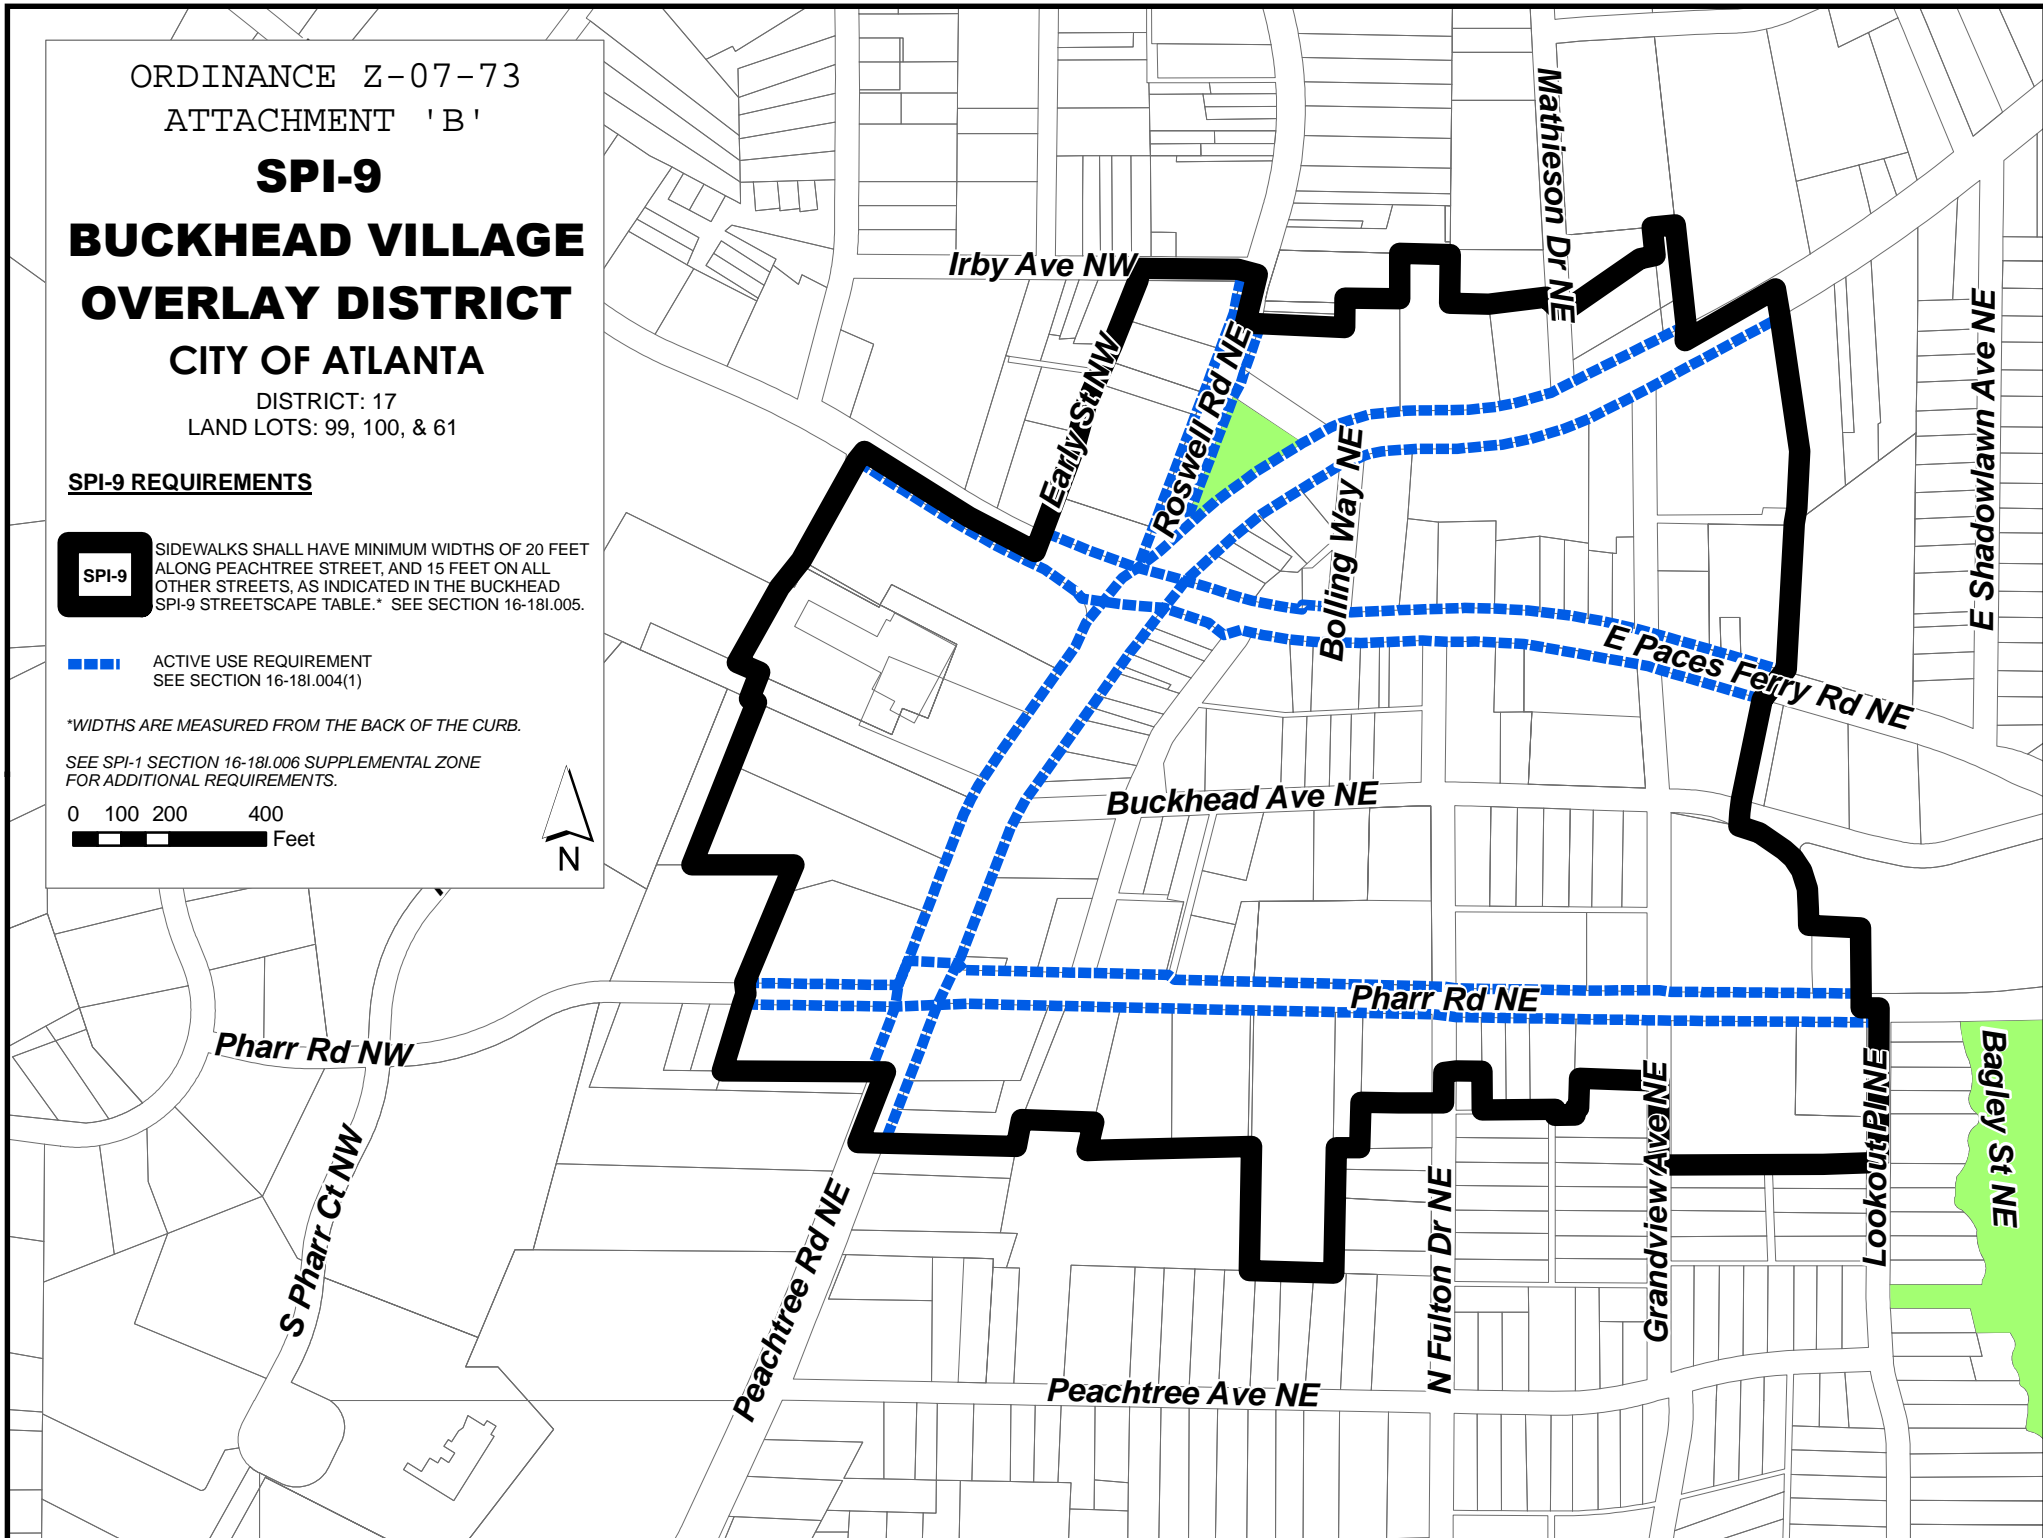 ORDINANCE Z-07-73
ATTACHMENT 'B'
SPI-9
BUCKHEAD VILLAGE
OVERLAY DISTRICT
CITY OF ATLANTA
DISTRICT: 17
LAND LOTS: 99, 100, & 61
SPI-9 REQUIREMENTS
SPI-9
SIDEWALKS SHALL HAVE MINIMUM WIDTHS OF 20 FEET
ALONG PEACHTREE STREET, AND 15 FEET ON ALL
OTHER STREETS, AS INDICATED IN THE BUCKHEAD
SPI-9 STREETSCAPE TABLE.* SEE SECTION 16-18I.005.
ACTIVE USE REQUIREMENT
SEE SECTION 16-18I.004(1)
*WIDTHS ARE MEASURED FROM THE BACK OF THE CURB.
SEE SPI-1 SECTION 16-18I.006 SUPPLEMENTAL ZONE
FOR ADDITIONAL REQUIREMENTS.
0 100 200 400
Feet
N
Irby Ave NW
Early St NW
Roswell Rd NE
Mathieson Dr NE
Bolling Way NE
E Shadowlawn Ave NE
E Paces Ferry Rd NE
Buckhead Ave NE
Pharr Rd NE
Pharr Rd NW
S Pharr Ct NW
Peachtree Rd NE
Peachtree Ave NE
N Fulton Dr NE
Grandview Ave NE
Lookout Pl NE
Bagley St NE